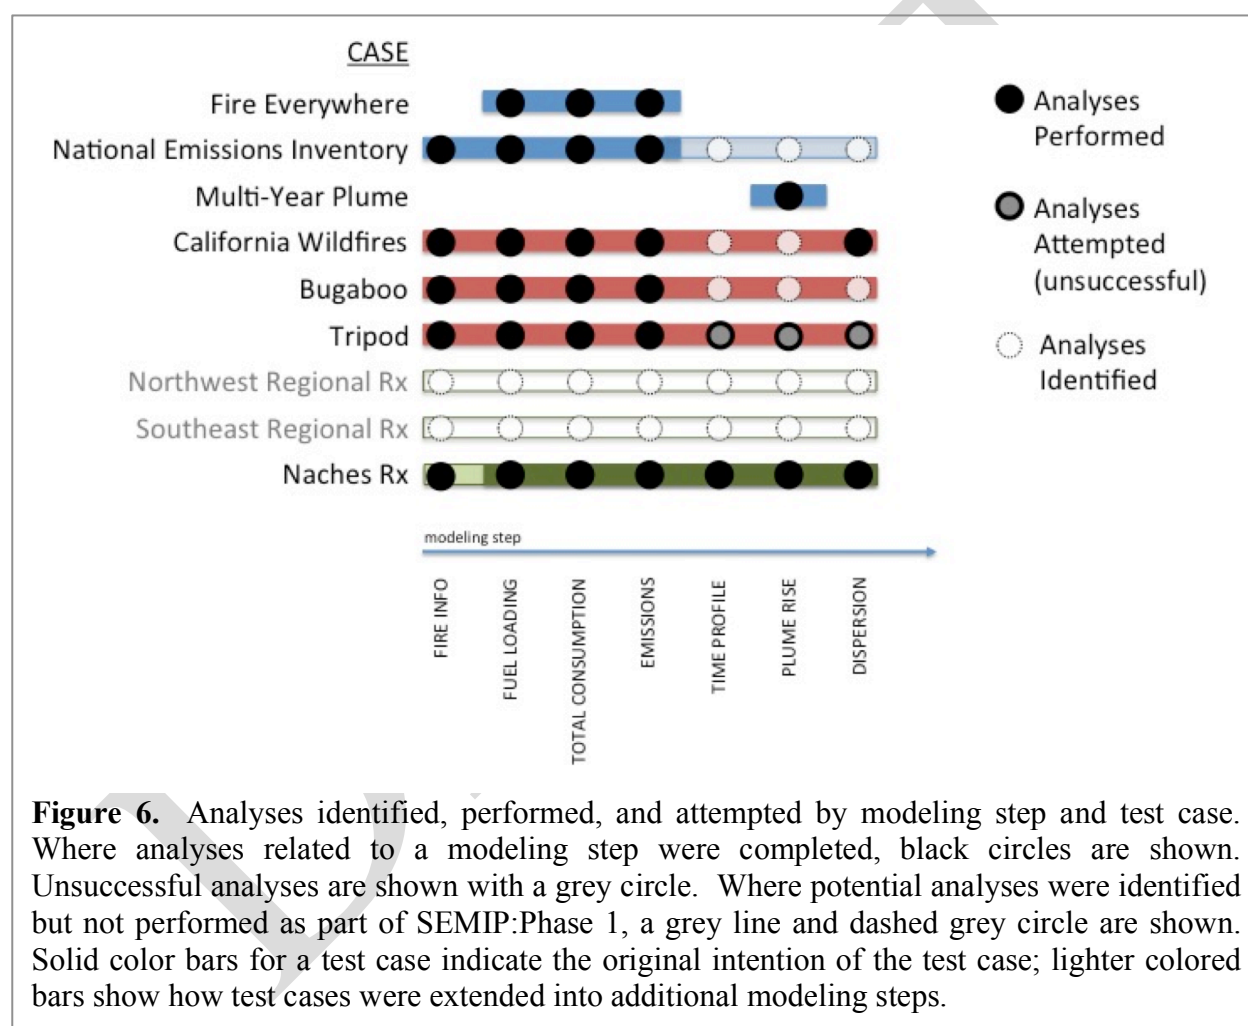 CASE
Fire Everywhere
National Emissions Inventory
Multi-Year Plume
California Wildfires
Bugaboo
Tripod
Northwest Regional Rx
Southeast Regional Rx
Naches Rx
Analyses
Performed
Analyses
Attempted
(unsuccessful)
Analyses
Identified
modeling step
FIRE INFO
FUEL LOADING
TOTAL CONSUMPTION
EMISSIONS
TIME PROFILE
PLUME RISE
DISPERSION
Figure 6. Analyses identified, performed, and attempted by modeling step and test case.
Where analyses related to a modeling step were completed, black circles are shown.
Unsuccessful analyses are shown with a grey circle. Where potential analyses were identified
but not performed as part of SEMIP:Phase 1, a grey line and dashed grey circle are shown.
Solid color bars for a test case indicate the original intention of the test case; lighter colored
bars show how test cases were extended into additional modeling steps.